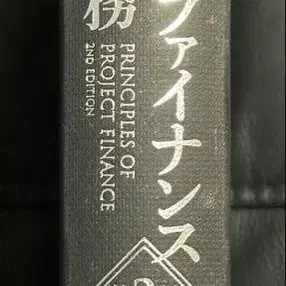 ファイナンス
務
PRINCIPLES OF
PROJECT FINANCE
2ND EDITION